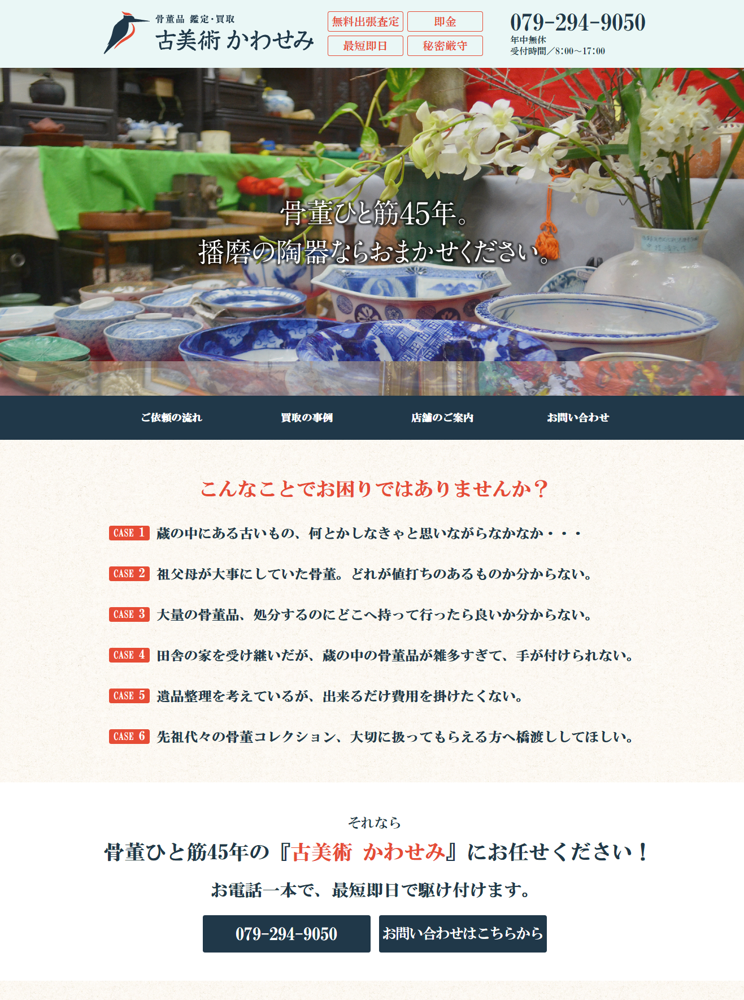 骨董品 鑑定・買取
古美術 かわせみ
無料出張査定
即金
最短即日
秘密厳守
079-294-9050
年中無休
受付時間／8:00～17:00
骨董ひと筋45年。
播磨の陶器ならおまかせください。
ご依頼の流れ
買取の事例
店舗のご案内
お問い合わせ
こんなことでお困りではありませんか？
CASE 1 蔵の中にある古いもの、何とかしなきゃと思いながらなかなか・・・
CASE 2 祖父母が大事にしていた骨董。どれが値打ちのあるものか分からない。
CASE 3 大量の骨董品、処分するのにどこへ持って行ったら良いか分からない。
CASE 4 田舎の家を受け継いだが、蔵の中の骨董品が雑多すぎて、手が付けられない。
CASE 5 遺品整理を考えているが、出来るだけ費用を掛けたくない。
CASE 6 先祖代々の骨董コレクション、大切に扱ってもらえる方へ橋渡ししてほしい。
それなら
骨董ひと筋45年の『古美術 かわせみ』にお任せください！
お電話一本で、最短即日で駆け付けます。
079-294-9050
お問い合わせはこちらから